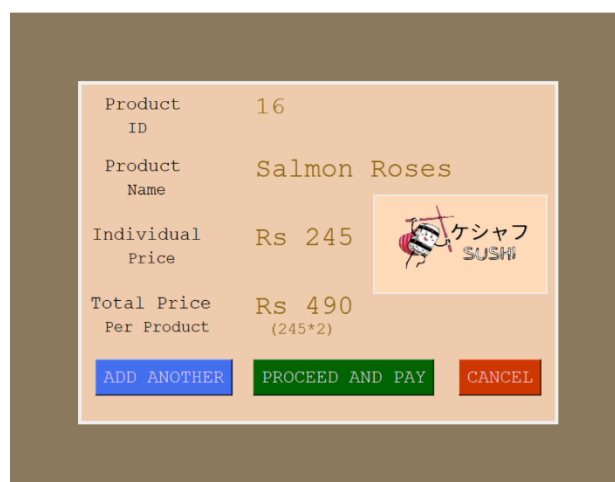 Product ID
16
Product Name
Salmon Roses
Individual Price
Rs 245
ケシャフ
SUSHI
Total Price Per Product
Rs 490
(245*2)
ADD ANOTHER
PROCEED AND PAY
CANCEL